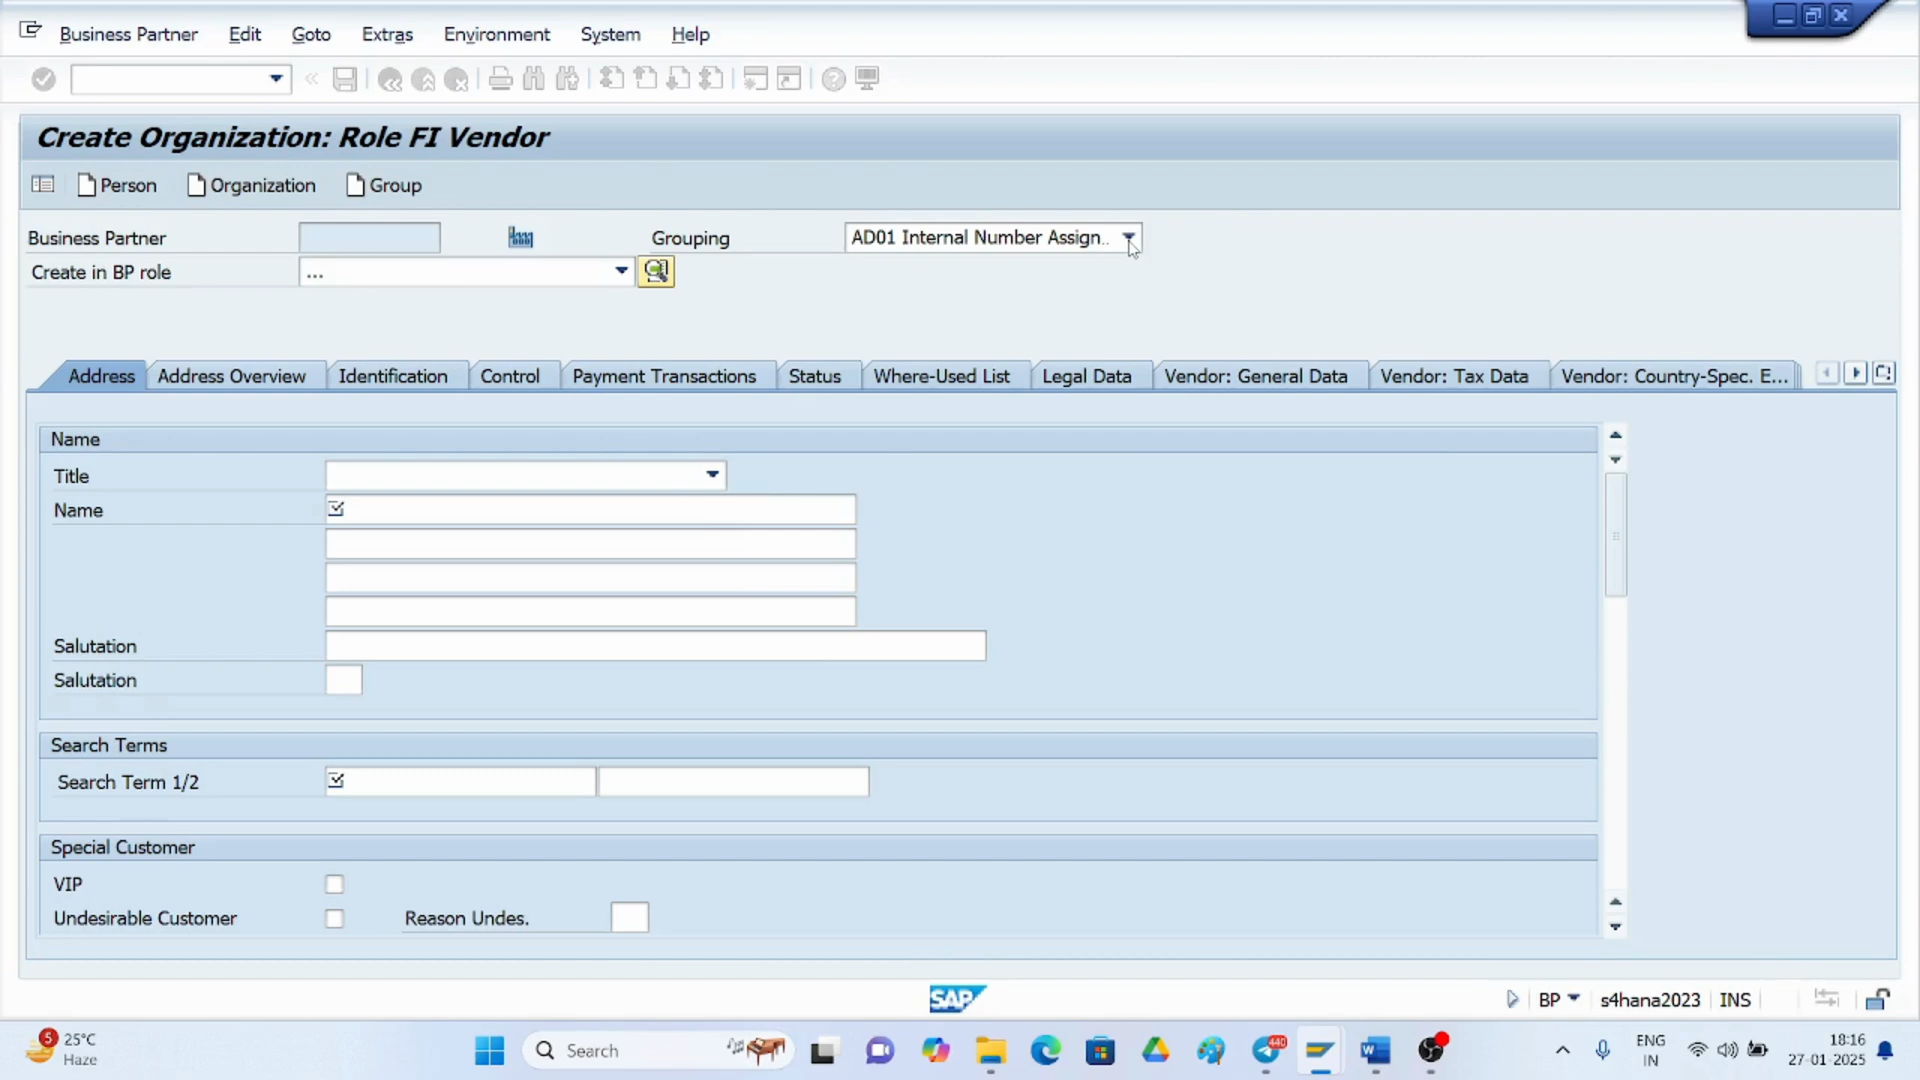 Business Partner Edit Goto Extras Environment System Help
Create Organization: Role FI Vendor
Person Organization Group
Business Partner Grouping AD01 Internal Number Assign..
Create in BP role ...
Address Address Overview Identification Control Payment Transactions Status Where-Used List Legal Data Vendor: General Data Vendor: Tax Data Vendor: Country-Spec. E...
Name
Title
Name
Salutation
Salutation
Search Terms
Search Term 1/2
Special Customer
VIP
Undesirable Customer Reason Undes.
SAP
BP s4hana2023 INS
5 25°C
Haze
Search
440
ENG
IN
18:16
27-01-2025